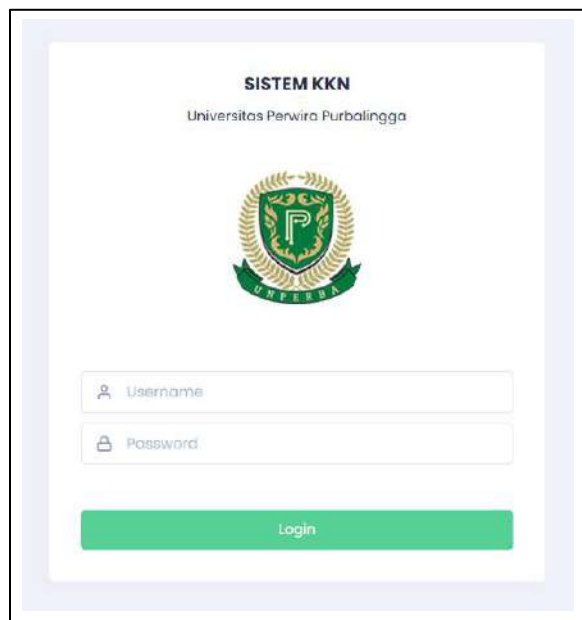 SISTEM KKN
Universitas Perwira Purbalingga
P
UNPERBA
Username
Password
Login